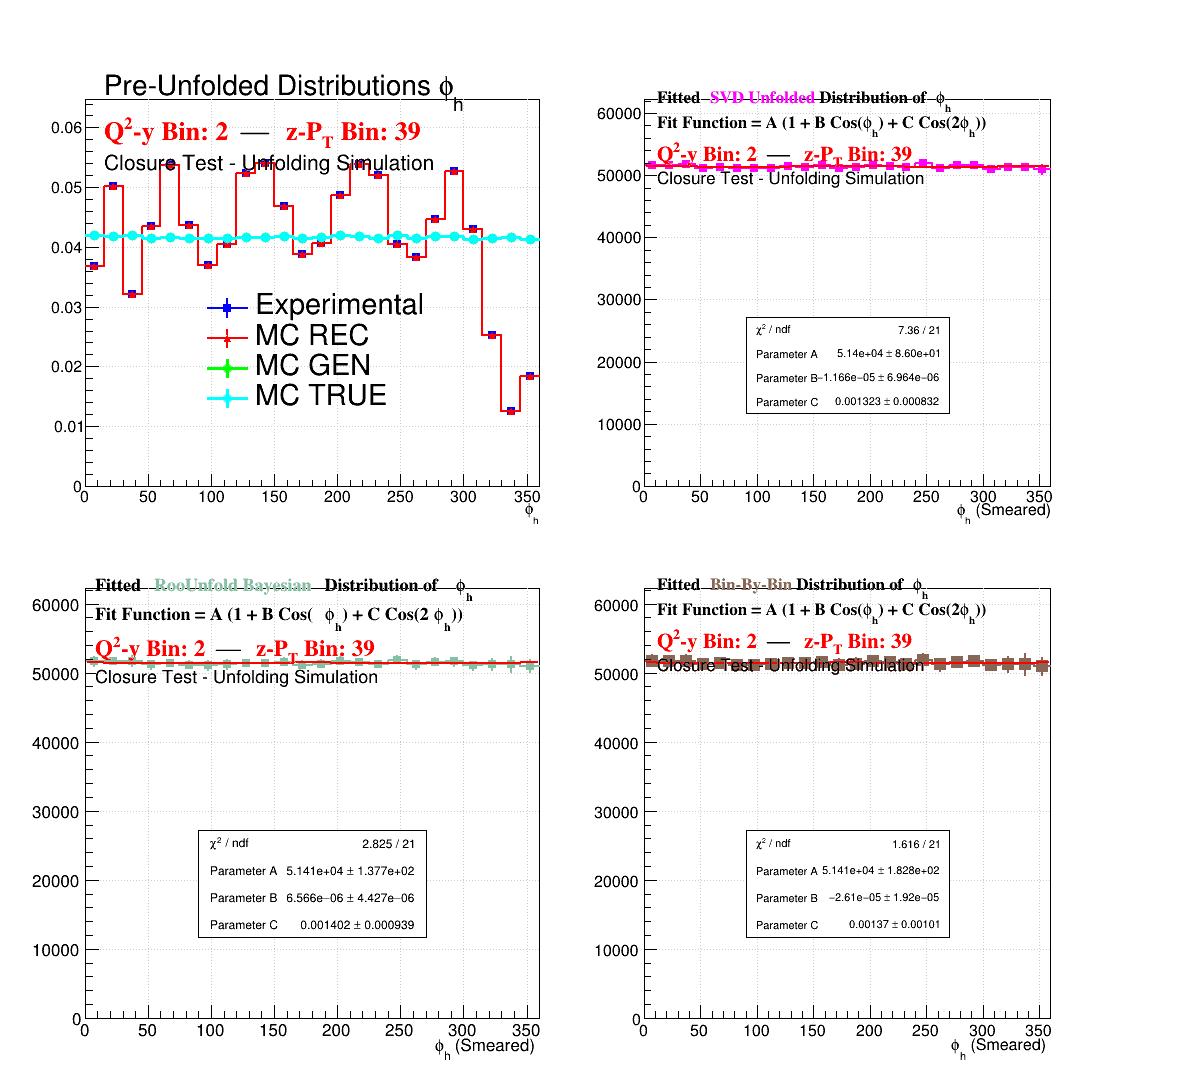 Pre-Unfolded Distributions ϕh
Q²-y Bin: 2 — z-PT Bin: 39
Closure Test - Unfolding Simulation
0.06
0.05
0.04
0.03
0.02
0.01
0
Experimental
MC REC
MC GEN
MC TRUE
0 50 100 150 200 250 300 350
ϕh
Fitted SVD Unfolded Distribution of ϕh
Fit Function = A (1 + B Cos(ϕh) + C Cos(2ϕh))
Q²-y Bin: 2 — z-PT Bin: 39
Closure Test - Unfolding Simulation
60000
50000
40000
30000
20000
10000
0
χ² / ndf 7.36 / 21
Parameter A 5.14e+04 ± 8.60e+01
Parameter B −1.166e−05 ± 6.964e−06
Parameter C 0.001323 ± 0.000832
0 50 100 150 200 250 300 350
ϕh (Smeared)
Fitted RooUnfold Bayesian Distribution of ϕh
Fit Function = A (1 + B Cos( ϕh) + C Cos(2 ϕh))
Q²-y Bin: 2 — z-PT Bin: 39
Closure Test - Unfolding Simulation
60000
50000
40000
30000
20000
10000
0
χ² / ndf 2.825 / 21
Parameter A 5.141e+04 ± 1.377e+02
Parameter B 6.566e−06 ± 4.427e−06
Parameter C 0.001402 ± 0.000939
0 50 100 150 200 250 300 350
ϕh (Smeared)
Fitted Bin-By-Bin Distribution of ϕh
Fit Function = A (1 + B Cos(ϕh) + C Cos(2ϕh))
Q²-y Bin: 2 — z-PT Bin: 39
Closure Test - Unfolding Simulation
60000
50000
40000
30000
20000
10000
0
χ² / ndf 1.616 / 21
Parameter A 5.141e+04 ± 1.828e+02
Parameter B −2.61e−05 ± 1.92e−05
Parameter C 0.00137 ± 0.00101
0 50 100 150 200 250 300 350
ϕh (Smeared)